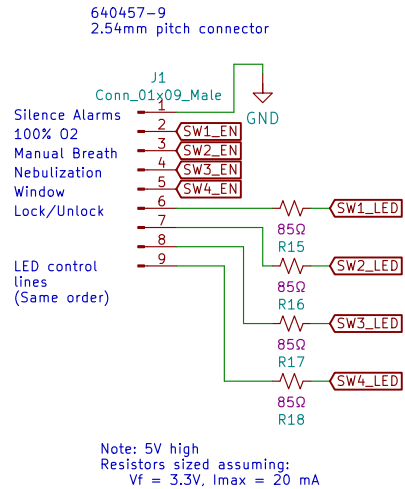 640457-9
2.54mm pitch connector
J1
Conn_01x09_Male
Silence Alarms
100% O2
Manual Breath
Nebulization
Window
Lock/Unlock
LED control
lines
(Same order)
1
2
3
4
5
6
7
8
9
GND
SW1_EN
SW2_EN
SW3_EN
SW4_EN
SW1_LED
85Ω
R15
SW2_LED
85Ω
R16
SW3_LED
85Ω
R17
SW4_LED
85Ω
R18
Note: 5V high
Resistors sized assuming:
Vf = 3.3V, Imax = 20 mA